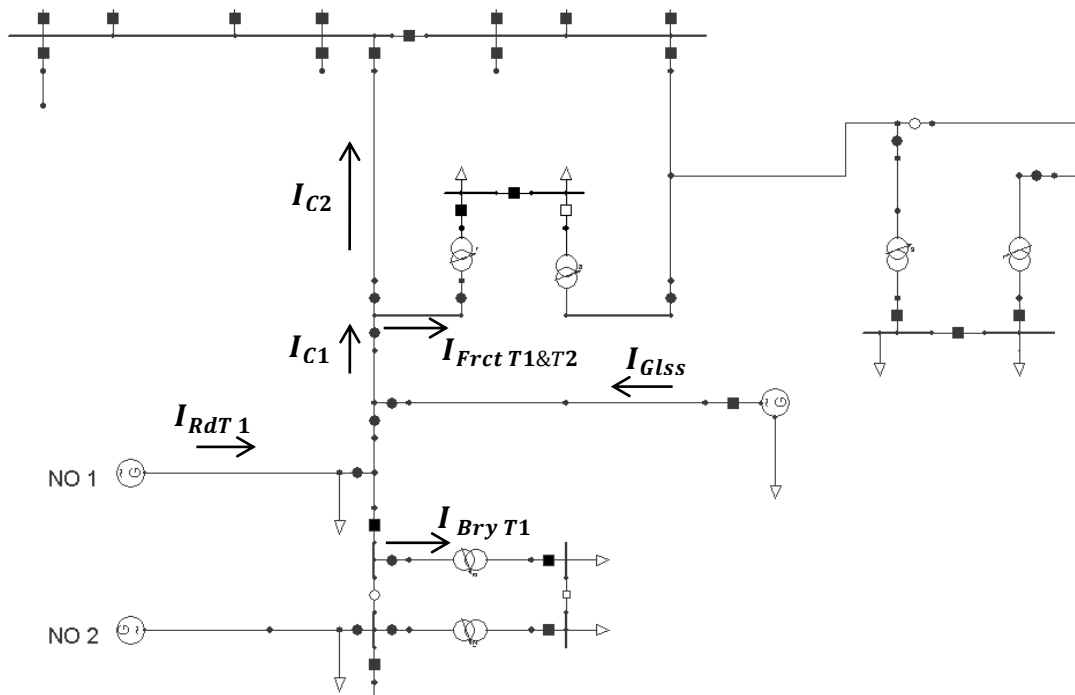 I_C2
I_C1
I_Frct T1&T2
I_Glss
I_RdT 1
G
NO 1
G
I_Bry T1
NO 2
G